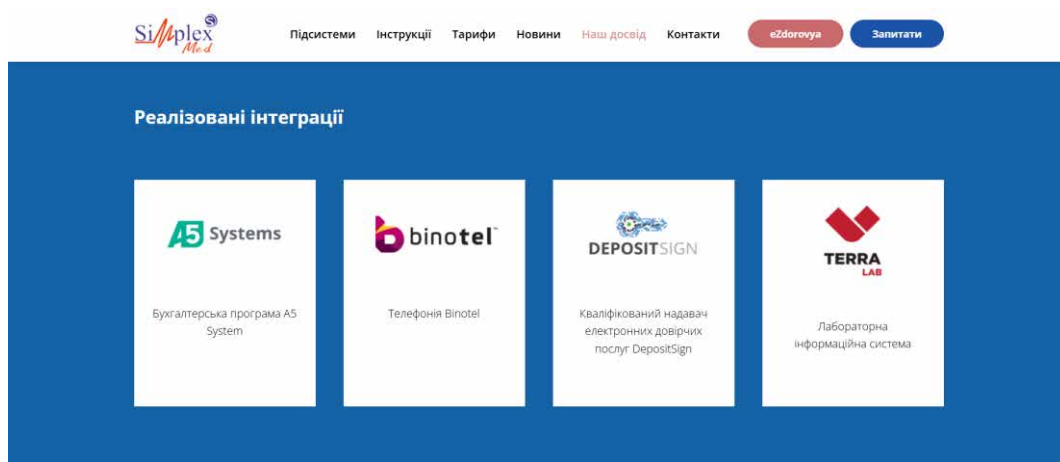 Simplex
Med
Підсистеми Інструкції Тарифи Новини Наш досвід Контакти eZdorovya Запитати
Реалізовані інтеграції
A5 Systems
Бухгалтерська програма A5
System
binotel
Телефонія Binotel
DEPOSITSIGN
Кваліфікований надавач
електронних довірчих
послуг DepositSign
TERRA
LAB
Лабораторна
інформаційна система